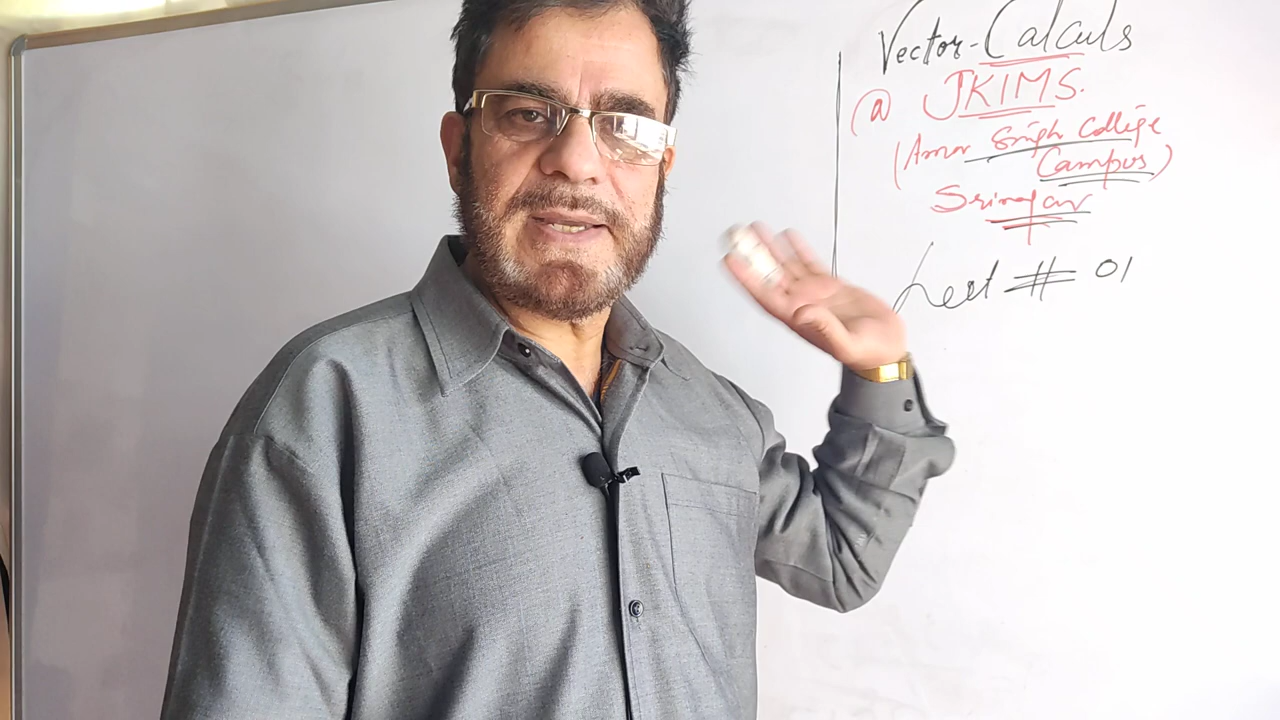 Vector-Calculs
@ JKIMS.
(Amar Singh College
Campus)
Srinagar
Lect # 01